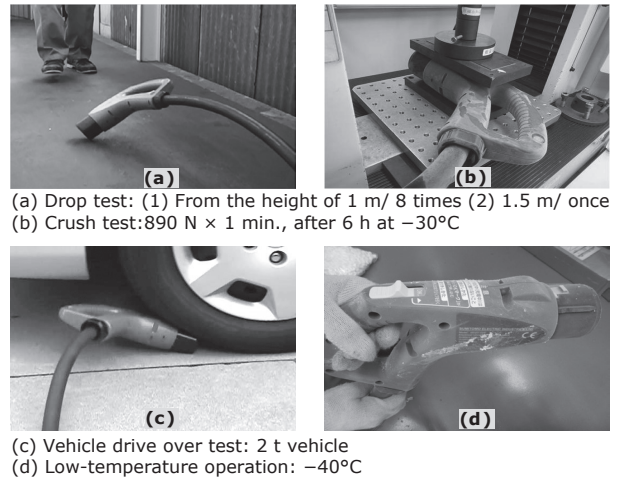 (a)
(b)
(a) Drop test: (1) From the height of 1 m/ 8 times (2) 1.5 m/ once
(b) Crush test:890 N × 1 min., after 6 h at −30°C
(c)
(d)
(c) Vehicle drive over test: 2 t vehicle
(d) Low-temperature operation: −40°C